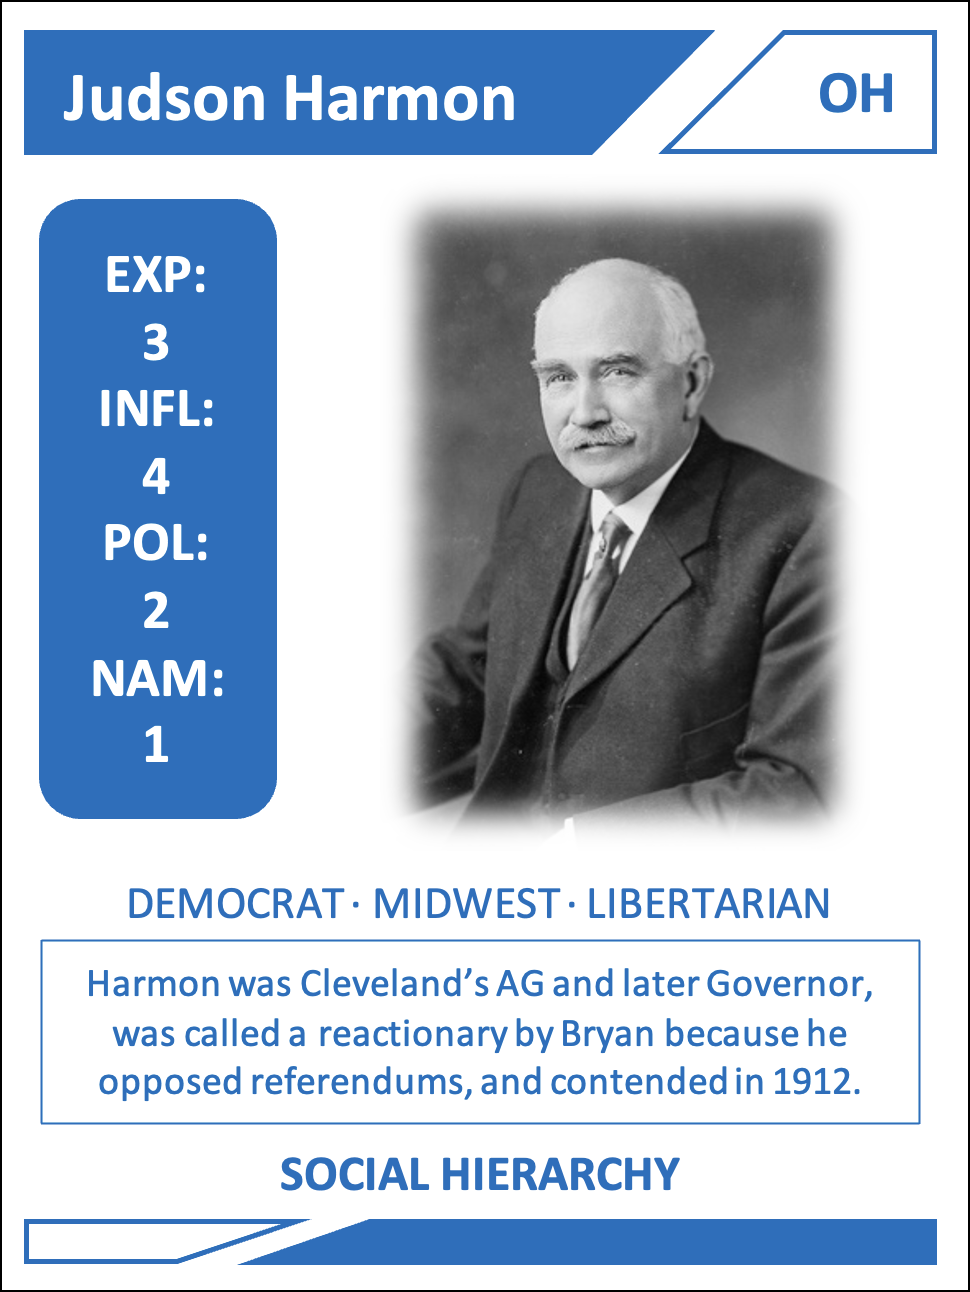 Judson Harmon
OH
EXP:
3
INFL:
4
POL:
2
NAM:
1
DEMOCRAT · MIDWEST · LIBERTARIAN
Harmon was Cleveland’s AG and later Governor,
was called a reactionary by Bryan because he
opposed referendums, and contended in 1912.
SOCIAL HIERARCHY